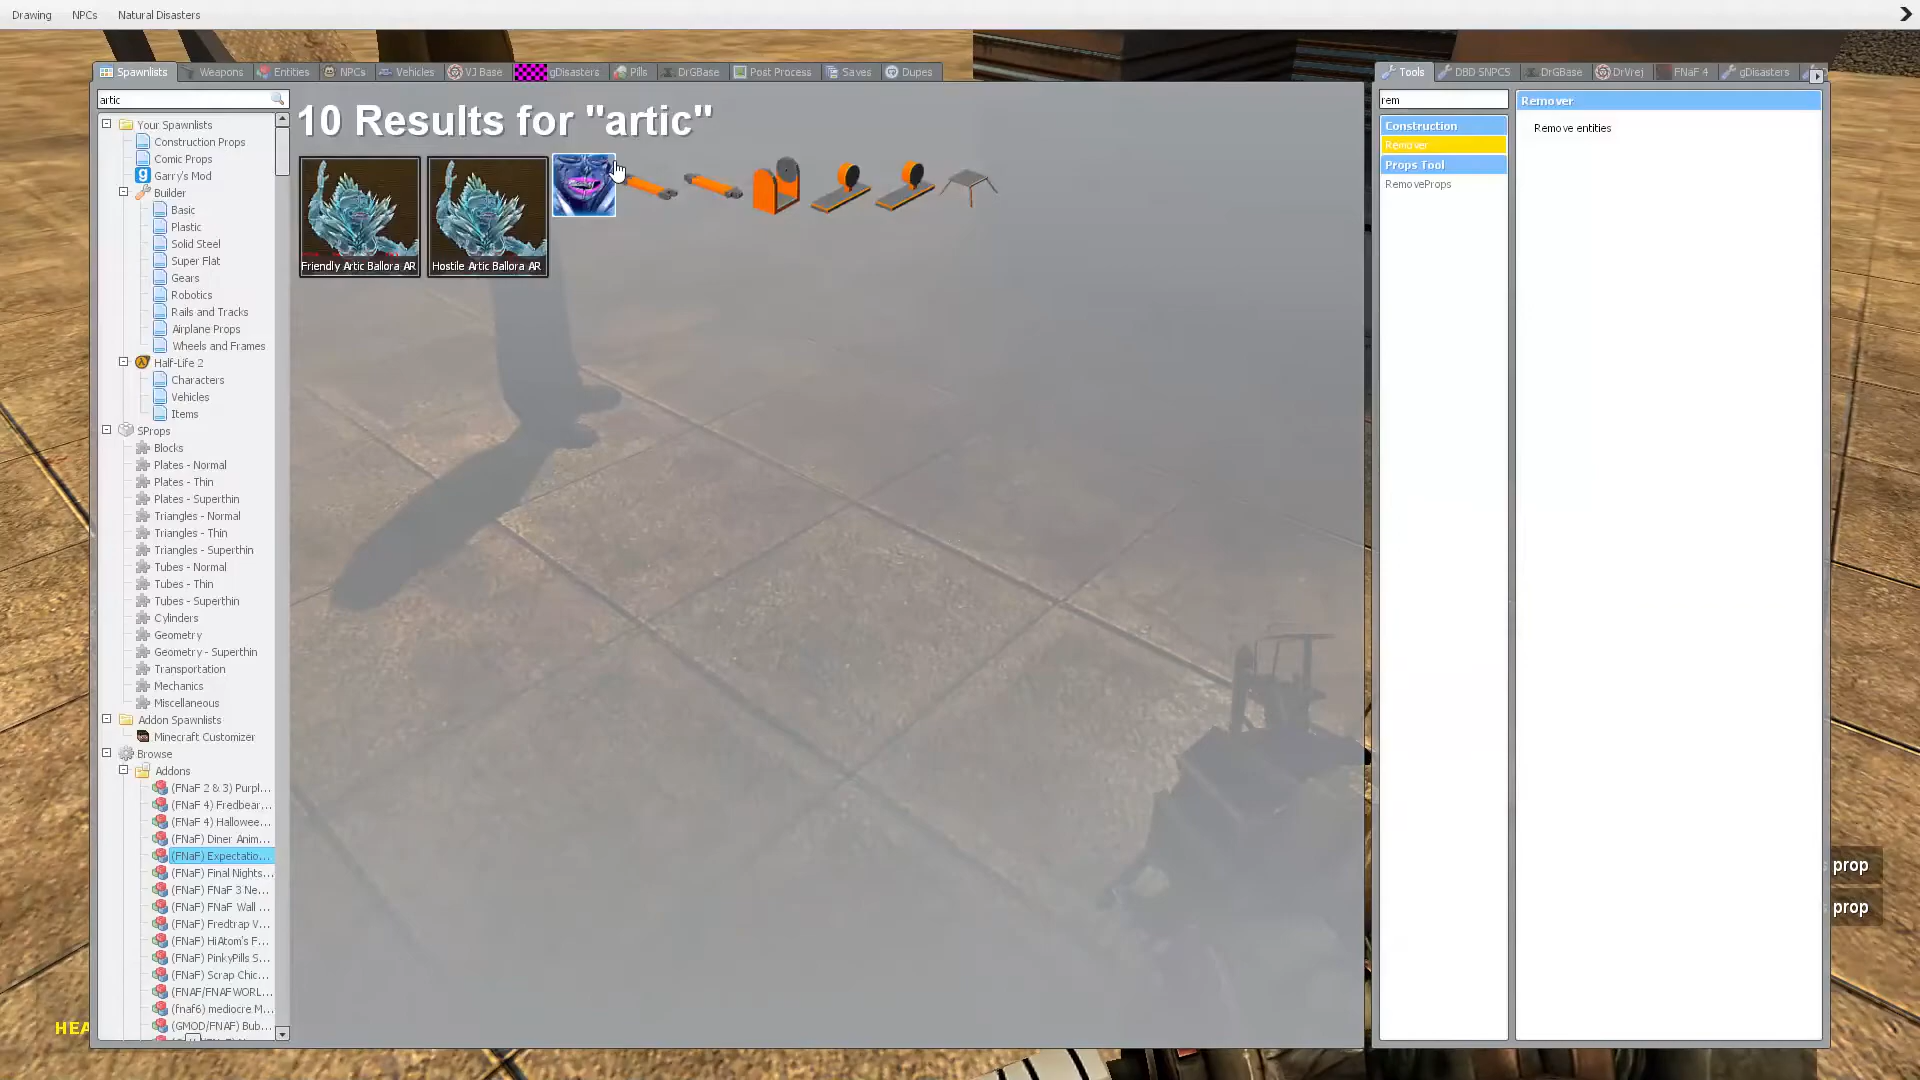 Drawing NPCs Natural Disasters
Spawnlists Weapons Entities NPCs Vehicles VJ Base gDisasters Pills DrGBase Post Process Saves Dupes
artic
Your Spawnlists
Construction Props
Comic Props
Garry's Mod
Builder
Basic
Plastic
Solid Steel
Super Flat
Gears
Robotics
Rails and Tracks
Airplane Props
Wheels and Frames
Half-Life 2
Characters
Vehicles
Items
SProps
Blocks
Plates - Normal
Plates - Thin
Plates - Superthin
Triangles - Normal
Triangles - Thin
Triangles - Superthin
Tubes - Normal
Tubes - Thin
Tubes - Superthin
Cylinders
Geometry
Geometry - Superthin
Transportation
Mechanics
Miscellaneous
Addon Spawnlists
Minecraft Customizer
Browse
Addons
(FNaF 2 & 3) Purpl...
(FNaF 4) Fredbear...
(FNaF 4) Hallowee...
(FNaF) Diner Anim...
(FNaF) Expectatio...
(FNaF) Final Nights...
(FNaF) FNaF 3 Ne...
(FNaF) FNaF Wall ...
(FNaF) Fredtrap V...
(FNaF) HiAtom's F...
(FNaF) PinkyPills S...
(FNaF) Scrap Chic...
(FNAF/FNAFWORL...
(fnaf6) mediocre M...
(GMOD/FNAF) Bub...
10 Results for "artic"
Friendly Artic Ballora AR
Hostile Artic Ballora AR
Tools DBD SNPCS DrGBase DrVrej FNaF 4 gDisasters
rem
Construction
Remover
Props Tool
RemoveProps
Remover
Remove entities
prop
prop
HEA